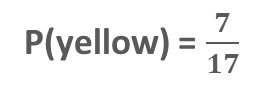 P(yellow) = 7/17